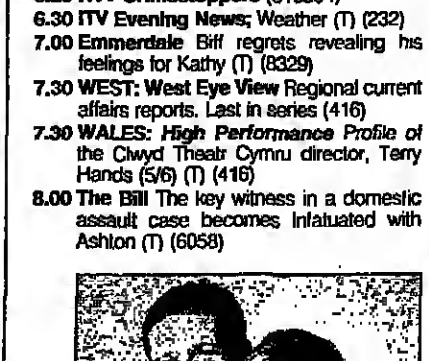 6.30 ITV Evening News; Weather (T) (232)
7.00 Emmerdale Biff regrets revealing his
feelings for Kathy (T) (8329)
7.30 WEST: West Eye View Regional current
affairs reports. Last in series (416)
7.30 WALES: High Performance Profile of
the Clwyd Theatr Cymru director, Terry
Hands (5/6) (T) (416)
8.00 The Bill The key witness in a domestic
assault case becomes infatuated with
Ashton (T) (6058)